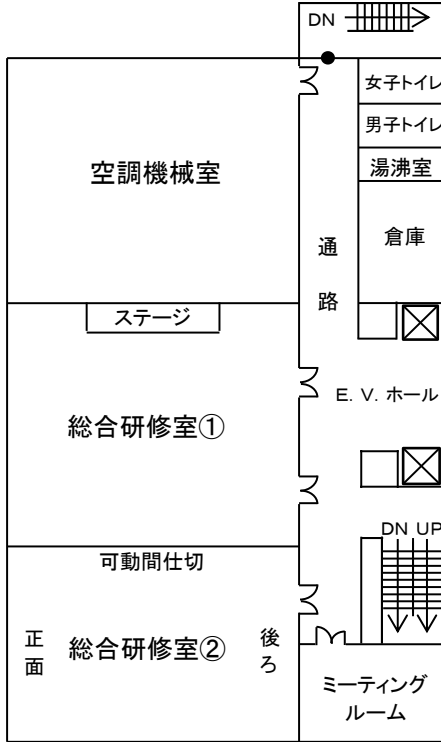 DN
女子トイレ
男子トイレ
空調機械室
湯沸室
通路
倉庫
ステージ
E. V. ホール
総合研修室①
DN UP
可動間仕切
正面
総合研修室②
後ろ
ミーティング
ルーム